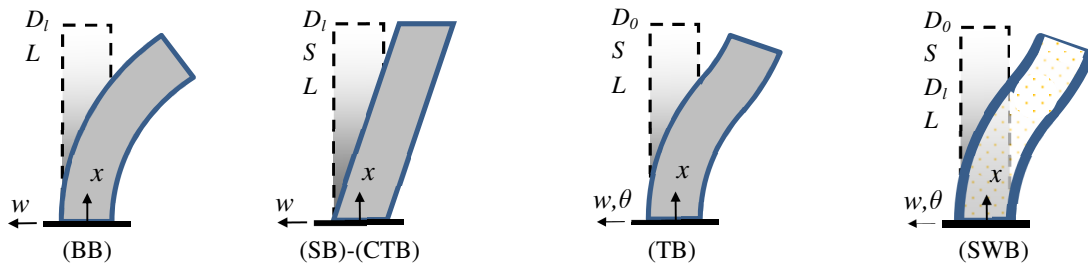 D_l
L
x
w
(BB)
D_l
S
L
x
w
(SB)-(CTB)
D_0
S
L
x
w,θ
(TB)
D_0
S
D_l
L
x
w,θ
(SWB)